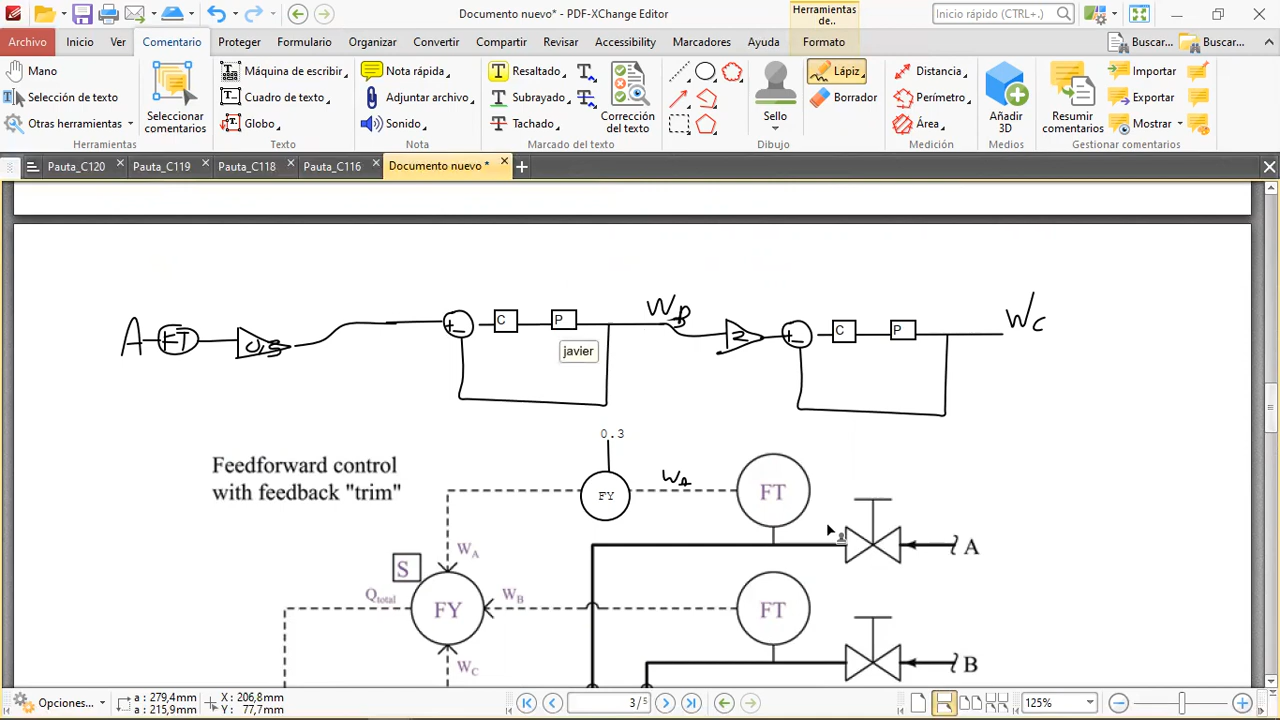 Documento nuevo * - PDF-XChange Editor
Herramientas de..
Inicio rápido (CTRL+.)
Archivo
Inicio
Ver
Comentario
Proteger
Formulario
Organizar
Convertir
Compartir
Revisar
Accessibility
Marcadores
Ayuda
Formato
Buscar...
Buscar...
Mano
Selección de texto
Otras herramientas
Seleccionar comentarios
Herramientas
Máquina de escribir
Cuadro de texto
Globo
Texto
Nota rápida
Adjuntar archivo
Sonido
Nota
Resaltado
Subrayado
Tachado
Corrección del texto
Marcado del texto
Lápiz
Borrador
Sello
Dibujo
Distancia
Perímetro
Área
Medición
Añadir 3D
Medios
Importar
Exportar
Mostrar
Resumir comentarios
Gestionar comentarios
Pauta_C120
Pauta_C119
Pauta_C118
Pauta_C116
Documento nuevo *
A
FT
0,5
+-
C
P
WB
2
+-
C
P
WC
javier
0.3
Feedforward control
with feedback "trim"
FY
WA
FT
A
S
WA
FY
Qtotal
WB
FT
B
WC
Opciones...
a: 279,4mm
a: 215,9mm
X: 206,8mm
Y: 77,7mm
3/5
125%